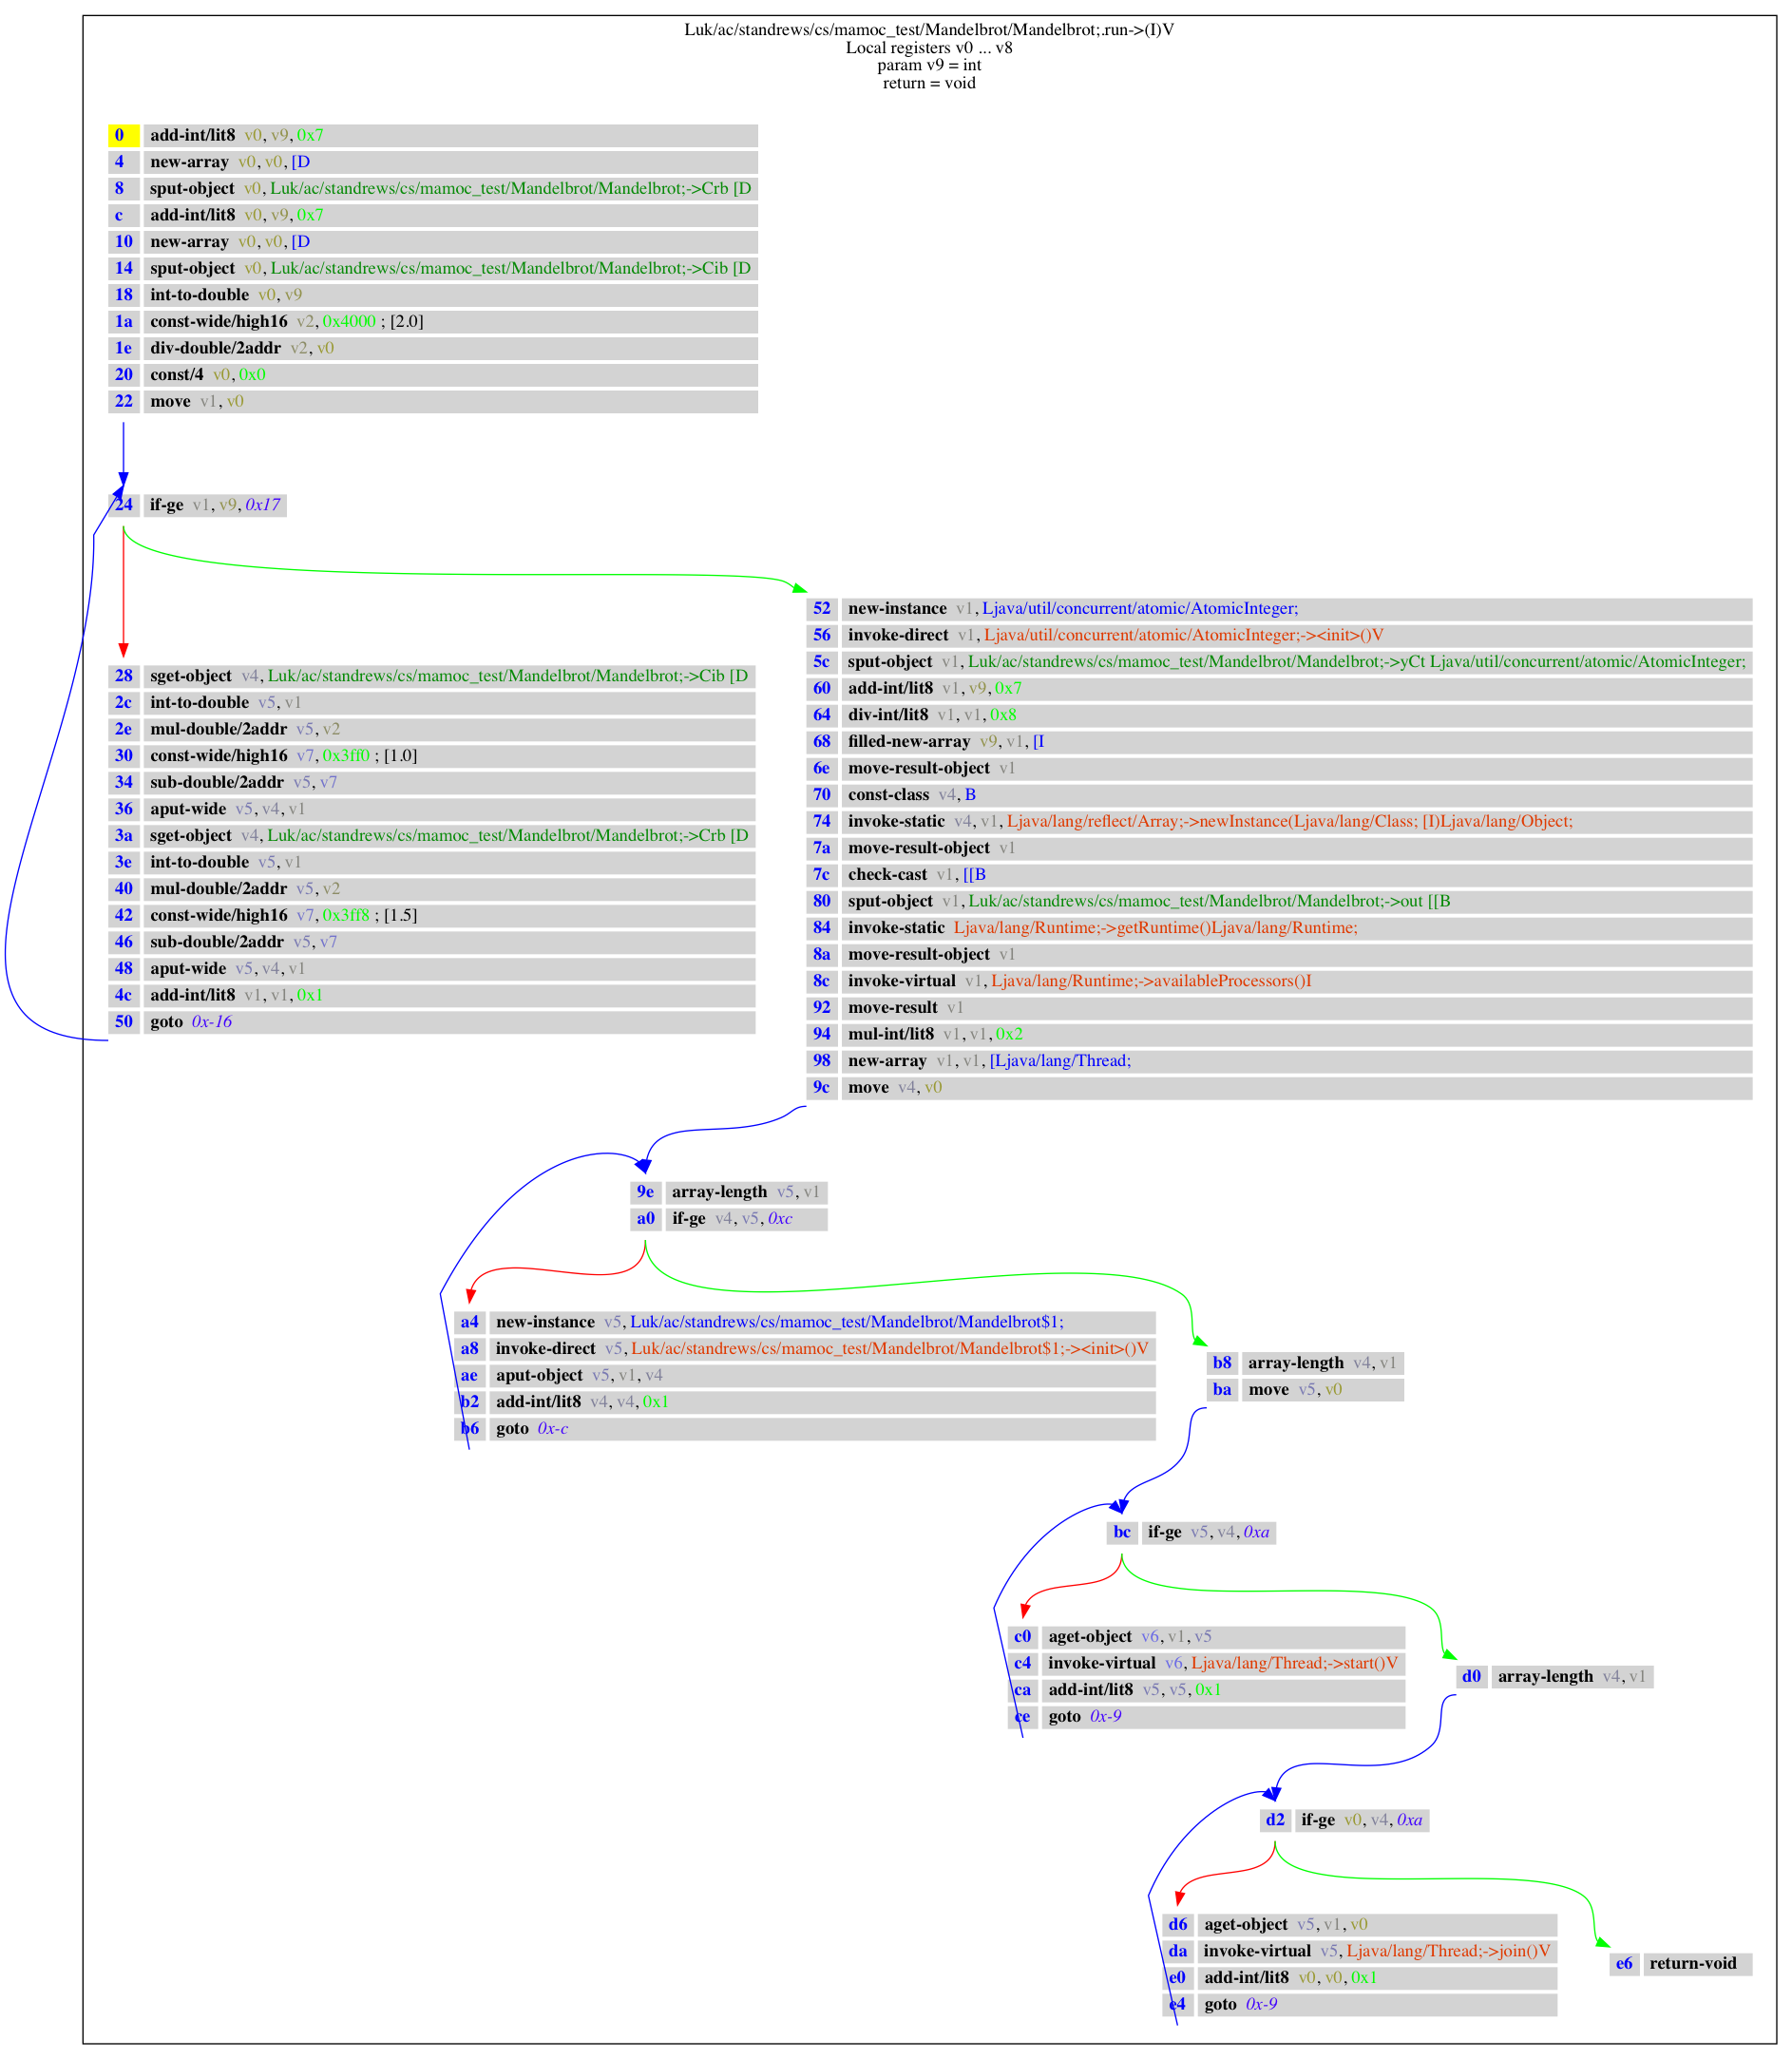 Luk/ac/standrews/cs/mamoc_test/Mandelbrot/Mandelbrot;.run->(I)V
Local registers v0 ... v8
param v9 = int
return = void
0 add-int/lit8 v0, v9, 0x7
4 new-array v0, v0, [D
8 sput-object v0, Luk/ac/standrews/cs/mamoc_test/Mandelbrot/Mandelbrot;->Crb [D
c add-int/lit8 v0, v9, 0x7
10 new-array v0, v0, [D
14 sput-object v0, Luk/ac/standrews/cs/mamoc_test/Mandelbrot/Mandelbrot;->Cib [D
18 int-to-double v0, v9
1a const-wide/high16 v2, 0x4000 ; [2.0]
1e div-double/2addr v2, v0
20 const/4 v0, 0x0
22 move v1, v0
24 if-ge v1, v9, 0x17
28 sget-object v4, Luk/ac/standrews/cs/mamoc_test/Mandelbrot/Mandelbrot;->Cib [D
2c int-to-double v5, v1
2e mul-double/2addr v5, v2
30 const-wide/high16 v7, 0x3ff0 ; [1.0]
34 sub-double/2addr v5, v7
36 aput-wide v5, v4, v1
3a sget-object v4, Luk/ac/standrews/cs/mamoc_test/Mandelbrot/Mandelbrot;->Crb [D
3e int-to-double v5, v1
40 mul-double/2addr v5, v2
42 const-wide/high16 v7, 0x3ff8 ; [1.5]
46 sub-double/2addr v5, v7
48 aput-wide v5, v4, v1
4c add-int/lit8 v1, v1, 0x1
50 goto 0x-16
52 new-instance v1, Ljava/util/concurrent/atomic/AtomicInteger;
56 invoke-direct v1, Ljava/util/concurrent/atomic/AtomicInteger;-><init>()V
5c sput-object v1, Luk/ac/standrews/cs/mamoc_test/Mandelbrot/Mandelbrot;->yCt Ljava/util/concurrent/atomic/AtomicInteger;
60 add-int/lit8 v1, v9, 0x7
64 div-int/lit8 v1, v1, 0x8
68 filled-new-array v9, v1, [I
6e move-result-object v1
70 const-class v4, B
74 invoke-static v4, v1, Ljava/lang/reflect/Array;->newInstance(Ljava/lang/Class; [I)Ljava/lang/Object;
7a move-result-object v1
7c check-cast v1, [[B
80 sput-object v1, Luk/ac/standrews/cs/mamoc_test/Mandelbrot/Mandelbrot;->out [[B
84 invoke-static Ljava/lang/Runtime;->getRuntime()Ljava/lang/Runtime;
8a move-result-object v1
8c invoke-virtual v1, Ljava/lang/Runtime;->availableProcessors()I
92 move-result v1
94 mul-int/lit8 v1, v1, 0x2
98 new-array v1, v1, [Ljava/lang/Thread;
9c move v4, v0
9e array-length v5, v1
a0 if-ge v4, v5, 0xc
a4 new-instance v5, Luk/ac/standrews/cs/mamoc_test/Mandelbrot/Mandelbrot$1;
a8 invoke-direct v5, Luk/ac/standrews/cs/mamoc_test/Mandelbrot/Mandelbrot$1;-><init>()V
ae aput-object v5, v1, v4
b2 add-int/lit8 v4, v4, 0x1
b6 goto 0x-c
b8 array-length v4, v1
ba move v5, v0
bc if-ge v5, v4, 0xa
c0 aget-object v6, v1, v5
c4 invoke-virtual v6, Ljava/lang/Thread;->start()V
ca add-int/lit8 v5, v5, 0x1
ce goto 0x-9
d0 array-length v4, v1
d2 if-ge v0, v4, 0xa
d6 aget-object v5, v1, v0
da invoke-virtual v5, Ljava/lang/Thread;->join()V
e0 add-int/lit8 v0, v0, 0x1
e4 goto 0x-9
e6 return-void